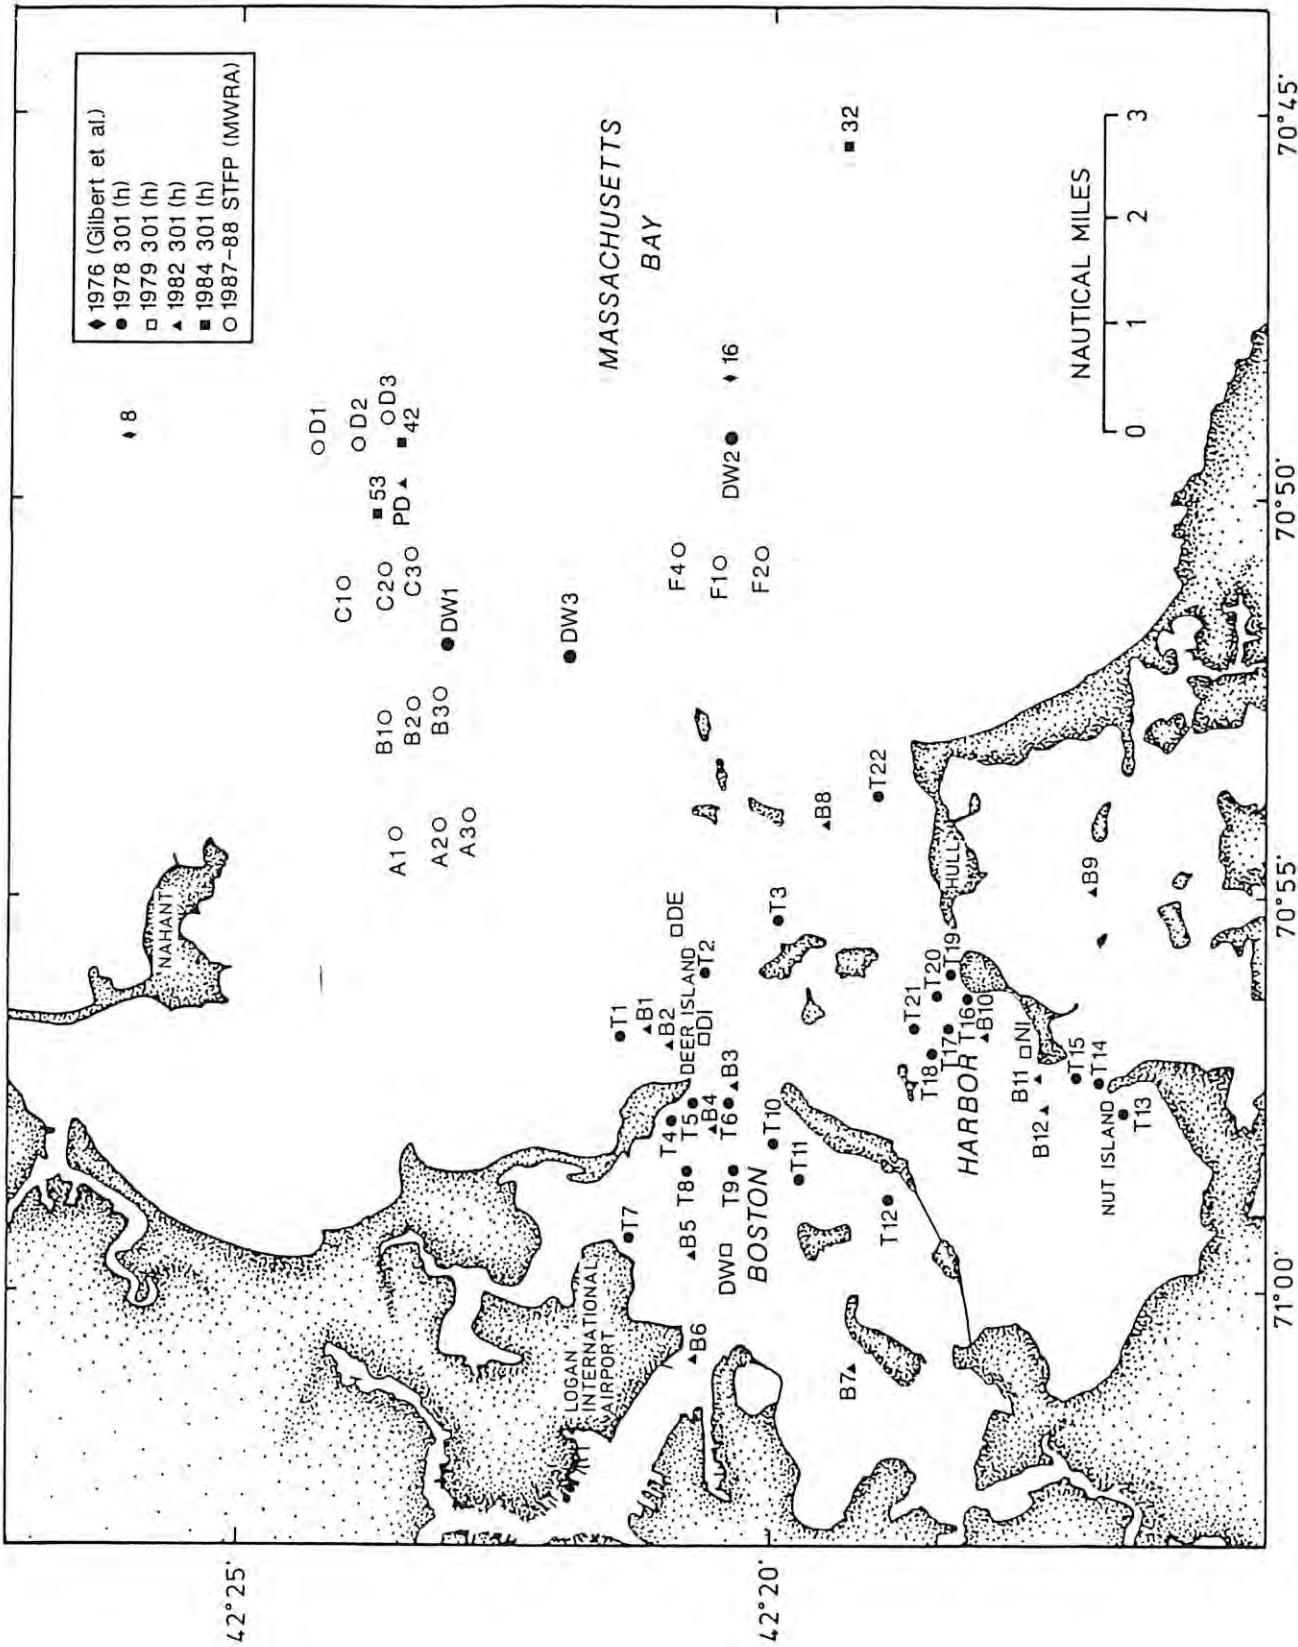 ◆ 1976 (Gilbert et al.)
● 1978 301 (h)
□ 1979 301 (h)
▲ 1982 301 (h)
■ 1984 301 (h)
○ 1987-88 STFP (MWRA)
8
D1
D2
D3
42
53
PD
C1
C2
C3
DW1
B1
B2
B3
A1
A2
A3
DW3
F4
F1
F2
DW2
16
32
MASSACHUSETTS
BAY
NAUTICAL MILES
0 1 2 3
NAHANT
LOGAN
INTERNATIONAL
AIRPORT
DEER ISLAND
DE
DI
T1
B1
B2
T2
T3
B3
T4
T5
B4
T6
T7
T8
T9
B5
DW
B6
T10
T11
T12
B7
BOSTON
HARBOR
B8
T22
HULL
B9
T19
T20
T21
T16
T17
T18
B10
NI
B11
B12
T15
T14
T13
NUT ISLAND
42°25'
42°20'
71°00'
70°55'
70°50'
70°45'